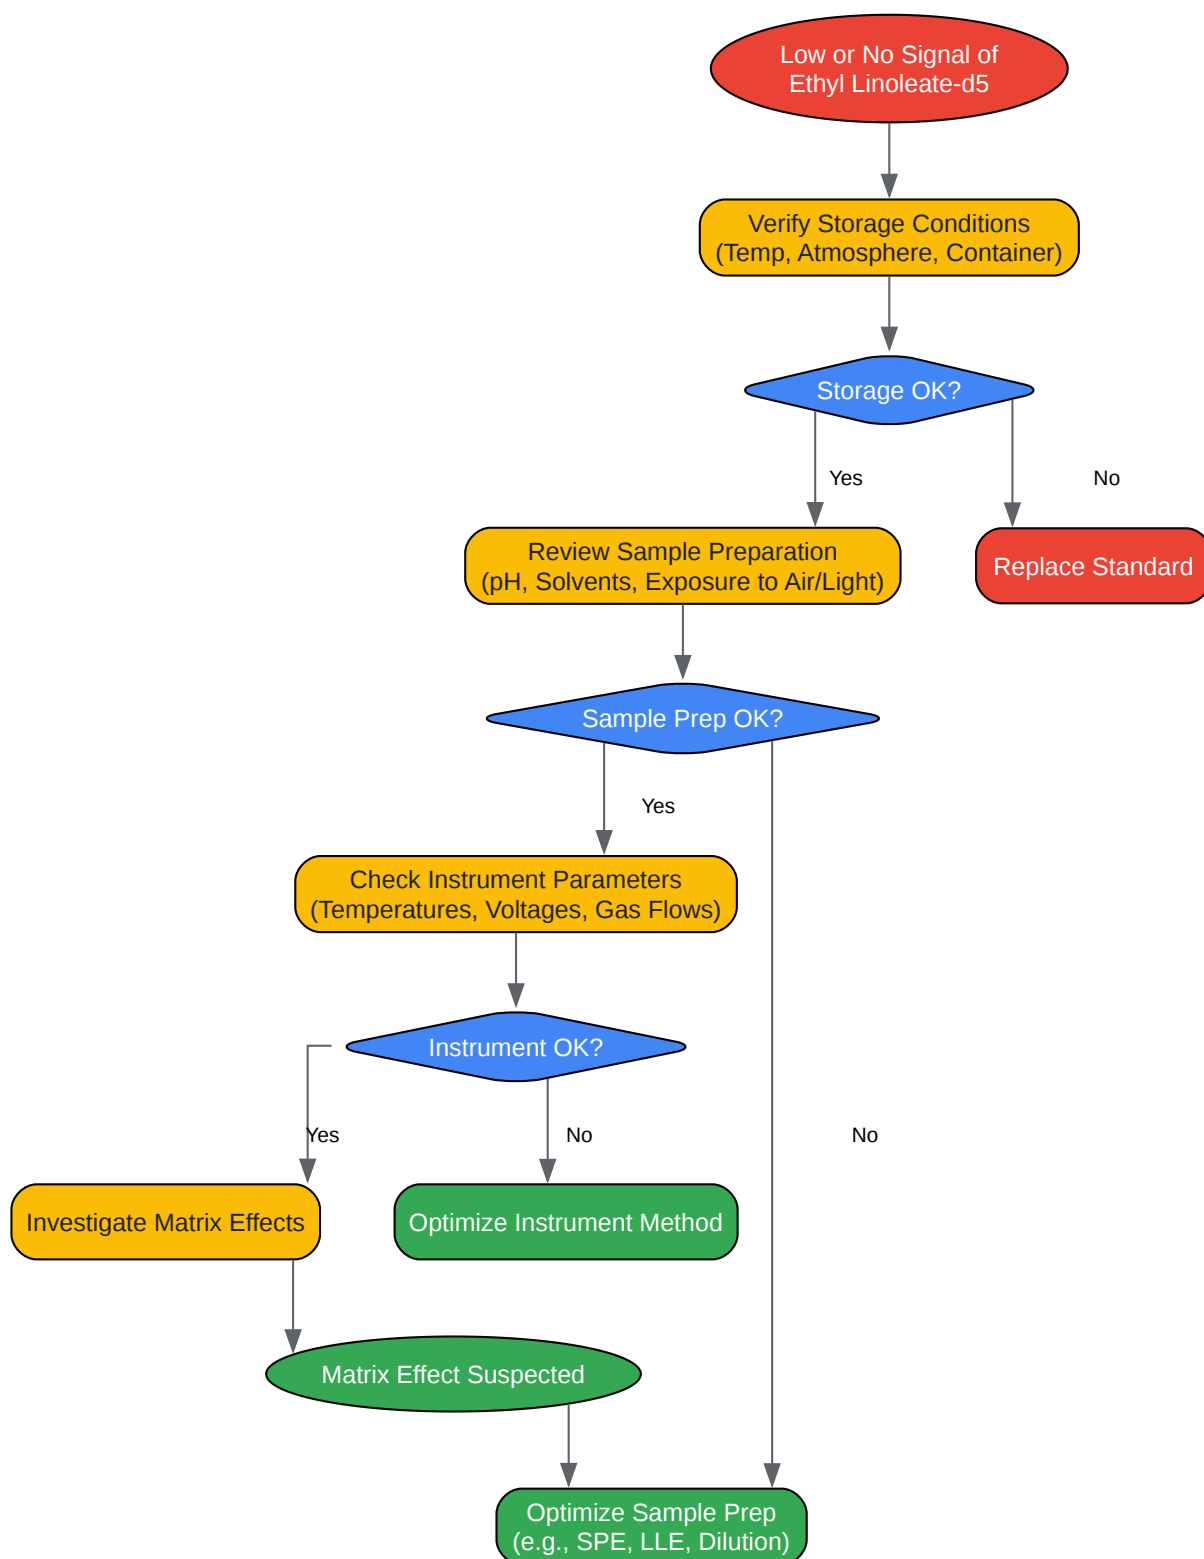 Low or No Signal of
Ethyl Linoleate-d5
Verify Storage Conditions
(Temp, Atmosphere, Container)
Storage OK?
Yes
No
Review Sample Preparation
(pH, Solvents, Exposure to Air/Light)
Replace Standard
Sample Prep OK?
Yes
Check Instrument Parameters
(Temperatures, Voltages, Gas Flows)
Instrument OK?
Yes
No
No
Investigate Matrix Effects
Optimize Instrument Method
Matrix Effect Suspected
Optimize Sample Prep
(e.g., SPE, LLE, Dilution)